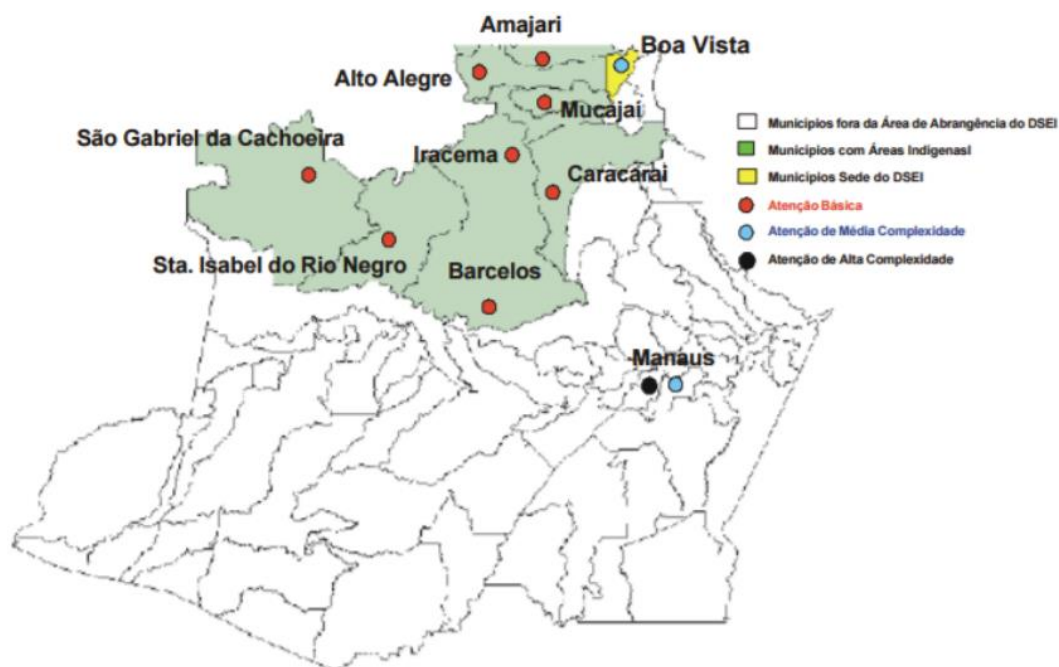 Amajari
Boa Vista
Alto Alegre
Mucajaí
São Gabriel da Cachoeira
Iracema
Caracaraí
Sta. Isabel do Rio Negro
Barcelos
Manaus
Municípios fora da Área de Abrangência do DSEI
Municípios com Áreas IndígenasI
Municípios Sede do DSEI
Atenção Básica
Atenção de Média Complexidade
Atenção de Alta Complexidade